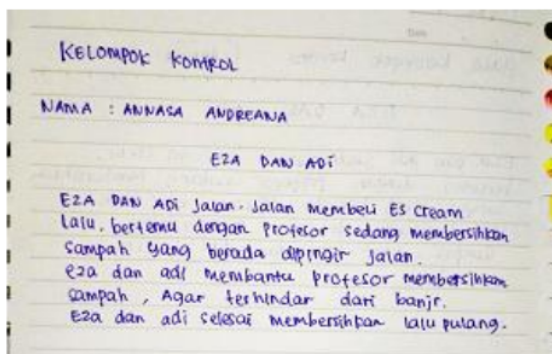 KELOMPOK KONTROL
NAMA : ANNASA ANDREANA
EZA DAN ADi
EZA DAN ADi Jalan-Jalan Membeli ES Cream
Lalu, bertemu dengan Profesor sedang membersihkan
Sampah yang berada dipingir Jalan.
eza dan adi membantu profesor membersihkan
Sampah, Agar terhindar dari banjr.
Eza dan adi selesai membersihkan lalu pulang.